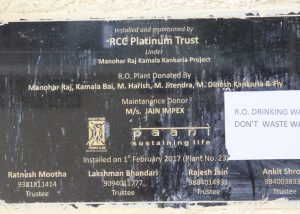 Installed and maintained by
RCC Platinum Trust
Under
Manohar Raj Kamala Kankaria Project
R.O. Plant Donated By
Manohar Raj, Kamala Bai, M. Harish, M. Jitendra, M. Dinesh Kankaria & Fly
Maintenance Donor
M/s. JAIN IMPEX
R.O. DRINKING WA
DON'T WASTE WA
paani
sustaining life
Installed on 1st February 2017 (Plant No. 23
Ratnesh Mootha Lakshman Bhandari Rajesh Jain Ankit Shro
9381811414
Trustee Trustee Trustee Trustee